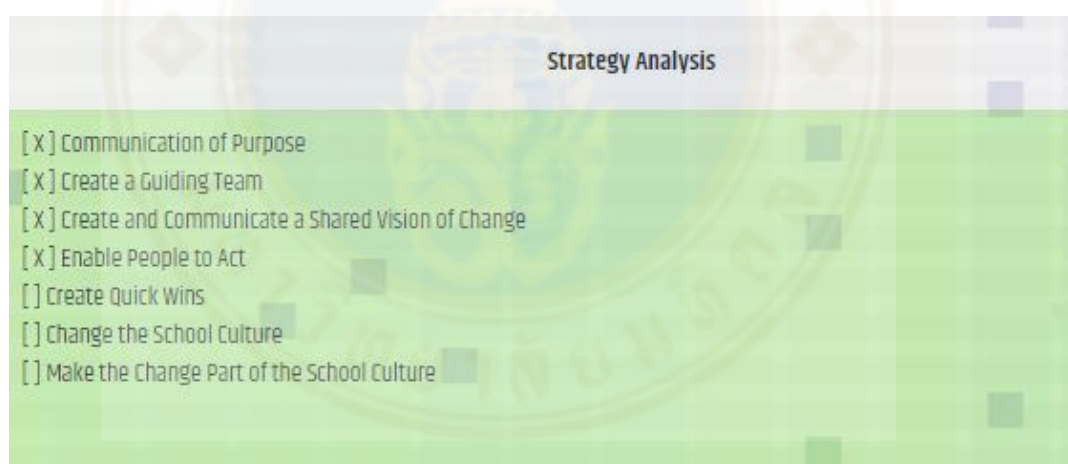 Strategy Analysis
[ X ] Communication of Purpose
[ X ] Create a Guiding Team
[ X ] Create and Communicate a Shared Vision of Change
[ X ] Enable People to Act
[ ] Create Quick Wins
[ ] Change the School Culture
[ ] Make the Change Part of the School Culture